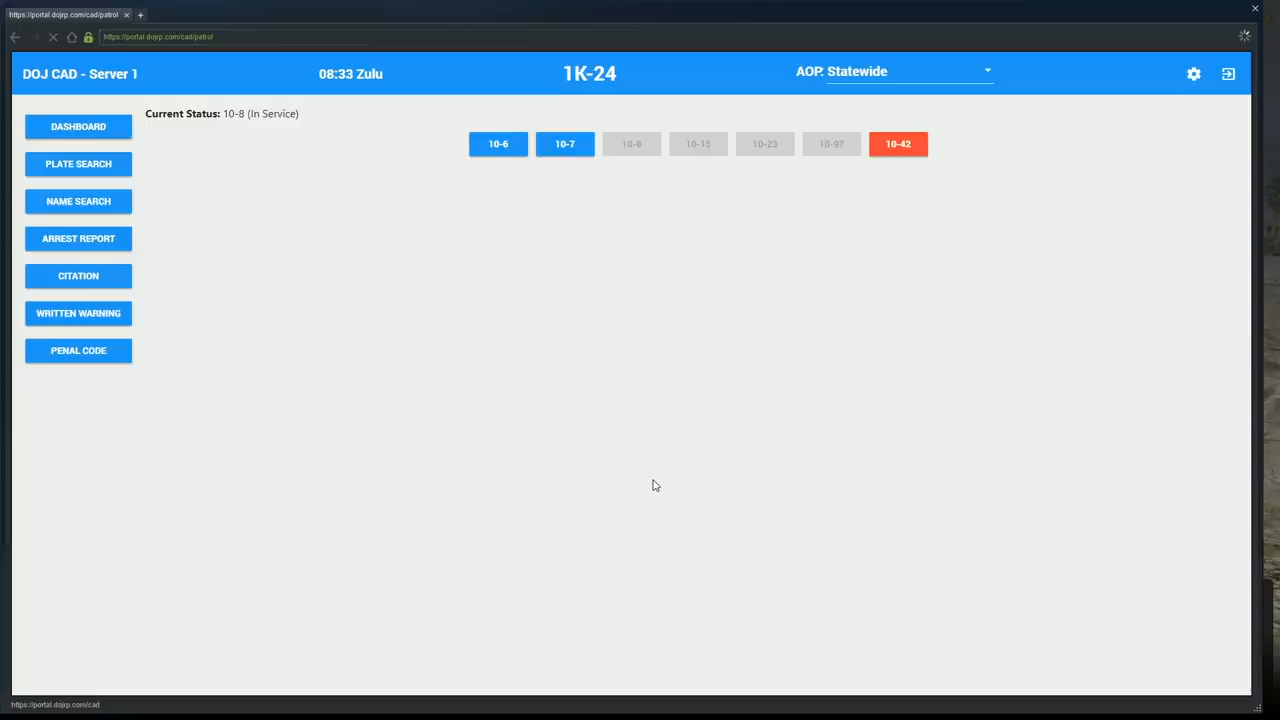 https://portal.dojrp.com/cad/patrol
https://portal.dojrp.com/cad/patrol
DOJ CAD - Server 1
08:33 Zulu
1K-24
AOP: Statewide
Current Status: 10-8 (In Service)
10-6
10-7
10-8
10-15
10-23
10-97
10-42
DASHBOARD
PLATE SEARCH
NAME SEARCH
ARREST REPORT
CITATION
WRITTEN WARNING
PENAL CODE
https://portal.dojrp.com/cad